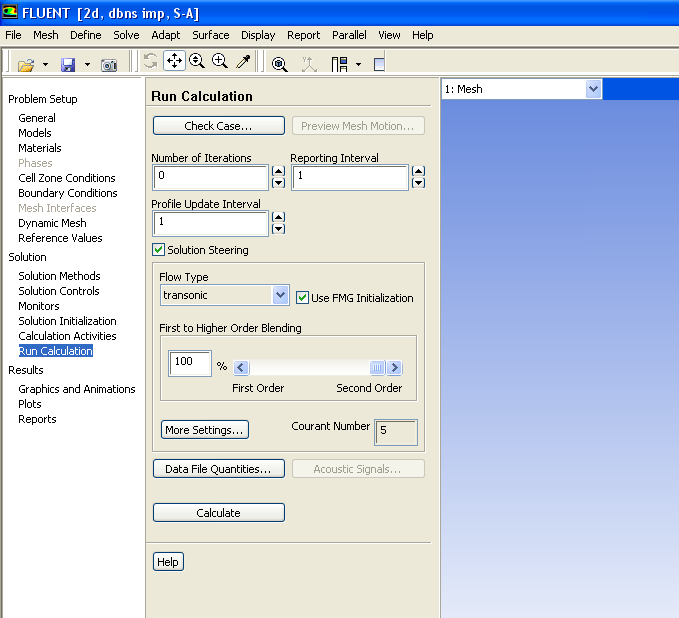 FLUENT [2d, dbns imp, S-A]
File Mesh Define Solve Adapt Surface Display Report Parallel View Help
Problem Setup
General
Models
Materials
Phases
Cell Zone Conditions
Boundary Conditions
Mesh Interfaces
Dynamic Mesh
Reference Values
Solution
Solution Methods
Solution Controls
Monitors
Solution Initialization
Calculation Activities
Run Calculation
Results
Graphics and Animations
Plots
Reports
Run Calculation
Check Case... Preview Mesh Motion...
Number of Iterations Reporting Interval
0 1
Profile Update Interval
1
Solution Steering
Flow Type
transonic Use FMG Initialization
First to Higher Order Blending
100 %
First Order Second Order
More Settings... Courant Number 5
Data File Quantities... Acoustic Signals...
Calculate
Help
1: Mesh